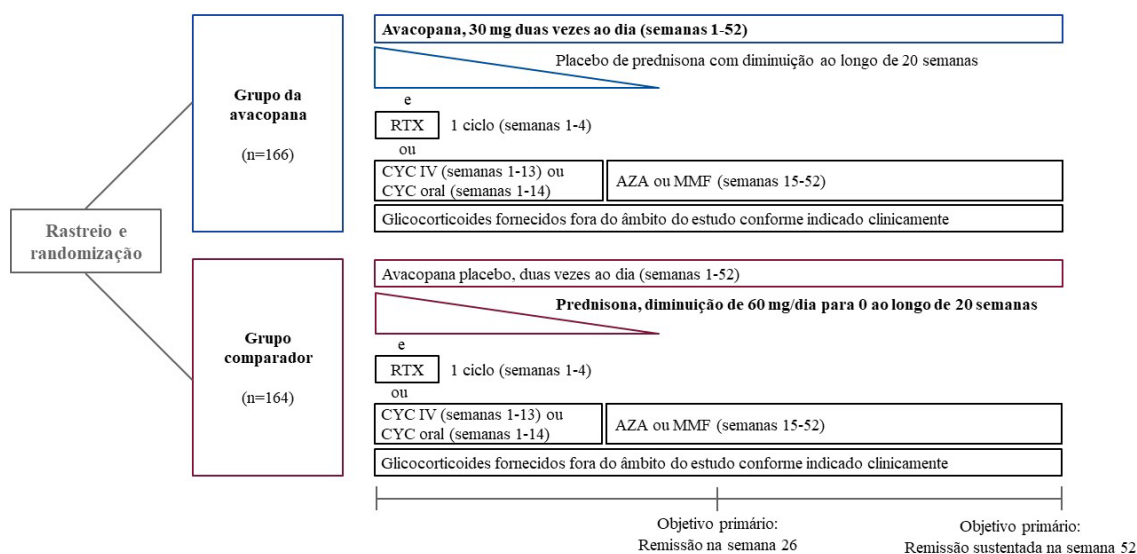 Avacopana, 30 mg duas vezes ao dia (semanas 1-52)
Placebo de prednisona com diminuição ao longo de 20 semanas
Grupo da
avacopana
(n=166)
e
RTX
1 ciclo (semanas 1-4)
ou
CYC IV (semanas 1-13) ou
CYC oral (semanas 1-14)
AZA ou MMF (semanas 15-52)
Glicocorticoides fornecidos fora do âmbito do estudo conforme indicado clinicamente
Rastreio e
randomização
Avacopana placebo, duas vezes ao dia (semanas 1-52)
Prednisona, diminuição de 60 mg/dia para 0 ao longo de 20 semanas
Grupo
comparador
(n=164)
e
RTX
1 ciclo (semanas 1-4)
ou
CYC IV (semanas 1-13) ou
CYC oral (semanas 1-14)
AZA ou MMF (semanas 15-52)
Glicocorticoides fornecidos fora do âmbito do estudo conforme indicado clinicamente
Objetivo primário:
Remissão na semana 26
Objetivo primário:
Remissão sustentada na semana 52